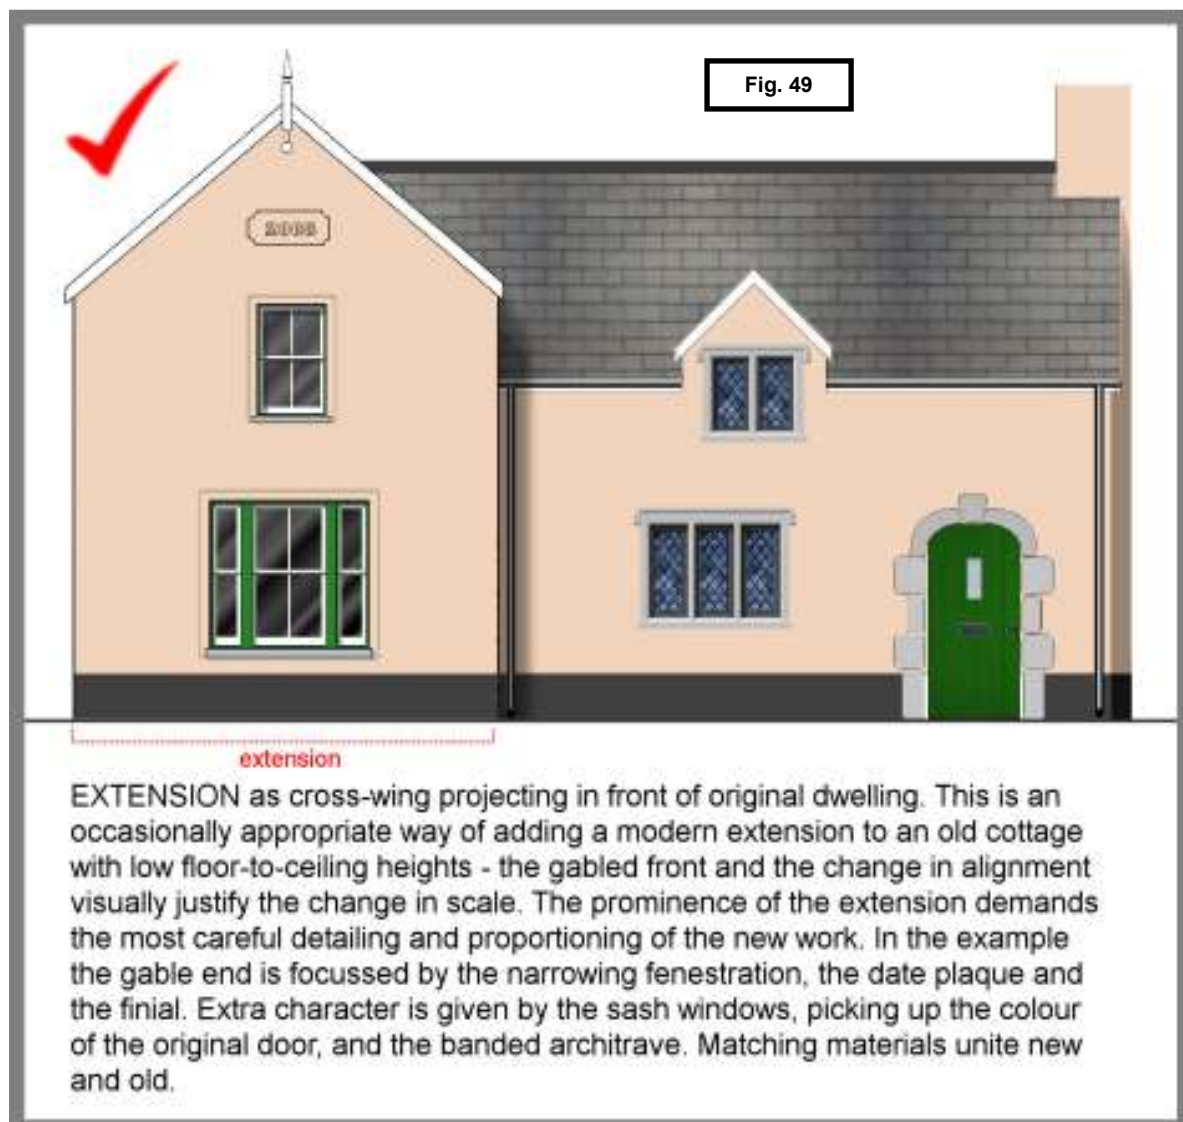 Fig. 49
extension
EXTENSION as cross-wing projecting in front of original dwelling. This is an
occasionally appropriate way of adding a modern extension to an old cottage
with low floor-to-ceiling heights - the gabled front and the change in alignment
visually justify the change in scale. The prominence of the extension demands
the most careful detailing and proportioning of the new work. In the example
the gable end is focussed by the narrowing fenestration, the date plaque and
the finial. Extra character is given by the sash windows, picking up the colour
of the original door, and the banded architrave. Matching materials unite new
and old.